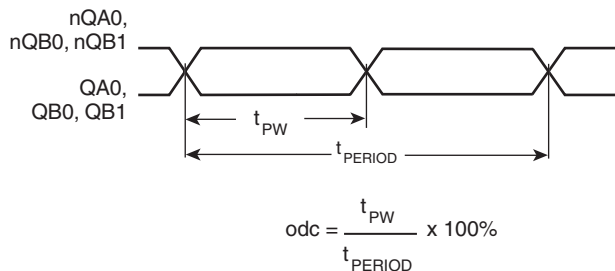 nQA0,
nQB0, nQB1
QA0,
QB0, QB1
tPW
tPERIOD
odc = tPW / tPERIOD x 100%